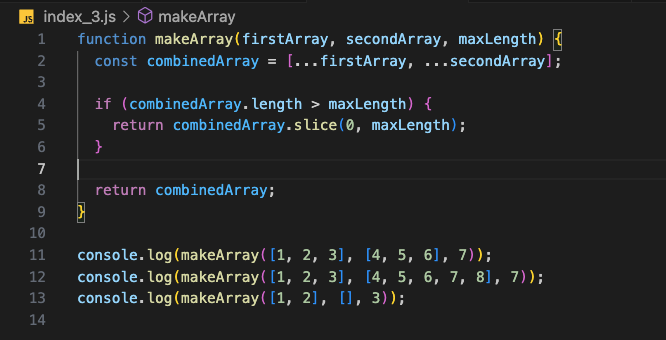 JS index_3.js > makeArray
1 function makeArray(firstArray, secondArray, maxLength) {
2   const combinedArray = [...firstArray, ...secondArray];
3
4   if (combinedArray.length > maxLength) {
5     return combinedArray.slice(0, maxLength);
6   }
7
8   return combinedArray;
9 }
10
11 console.log(makeArray([1, 2, 3], [4, 5, 6], 7));
12 console.log(makeArray([1, 2, 3], [4, 5, 6, 7, 8], 7));
13 console.log(makeArray([1, 2], [], 3));
14